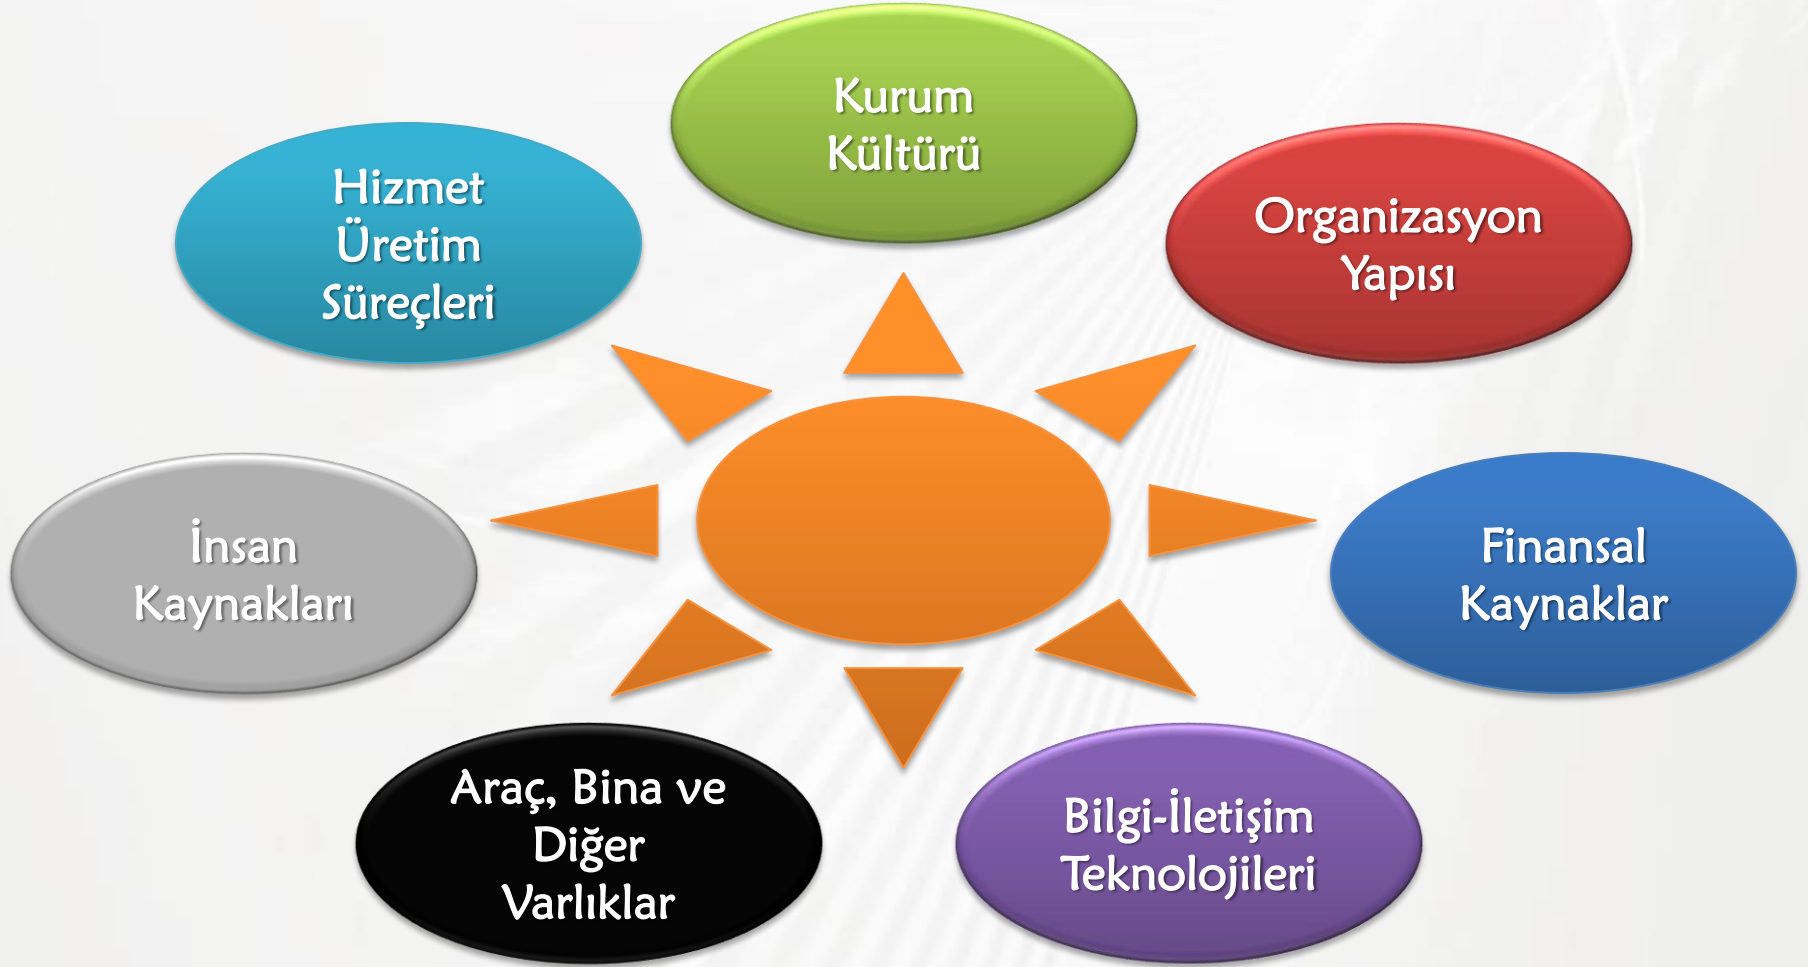 Kurum
Kültürü
Hizmet
Üretim
Süreçleri
Organizasyon
Yapısı
İnsan
Kaynakları
Finansal
Kaynaklar
Araç, Bina ve
Diğer
Varlıklar
Bilgi-İletişim
Teknolojileri